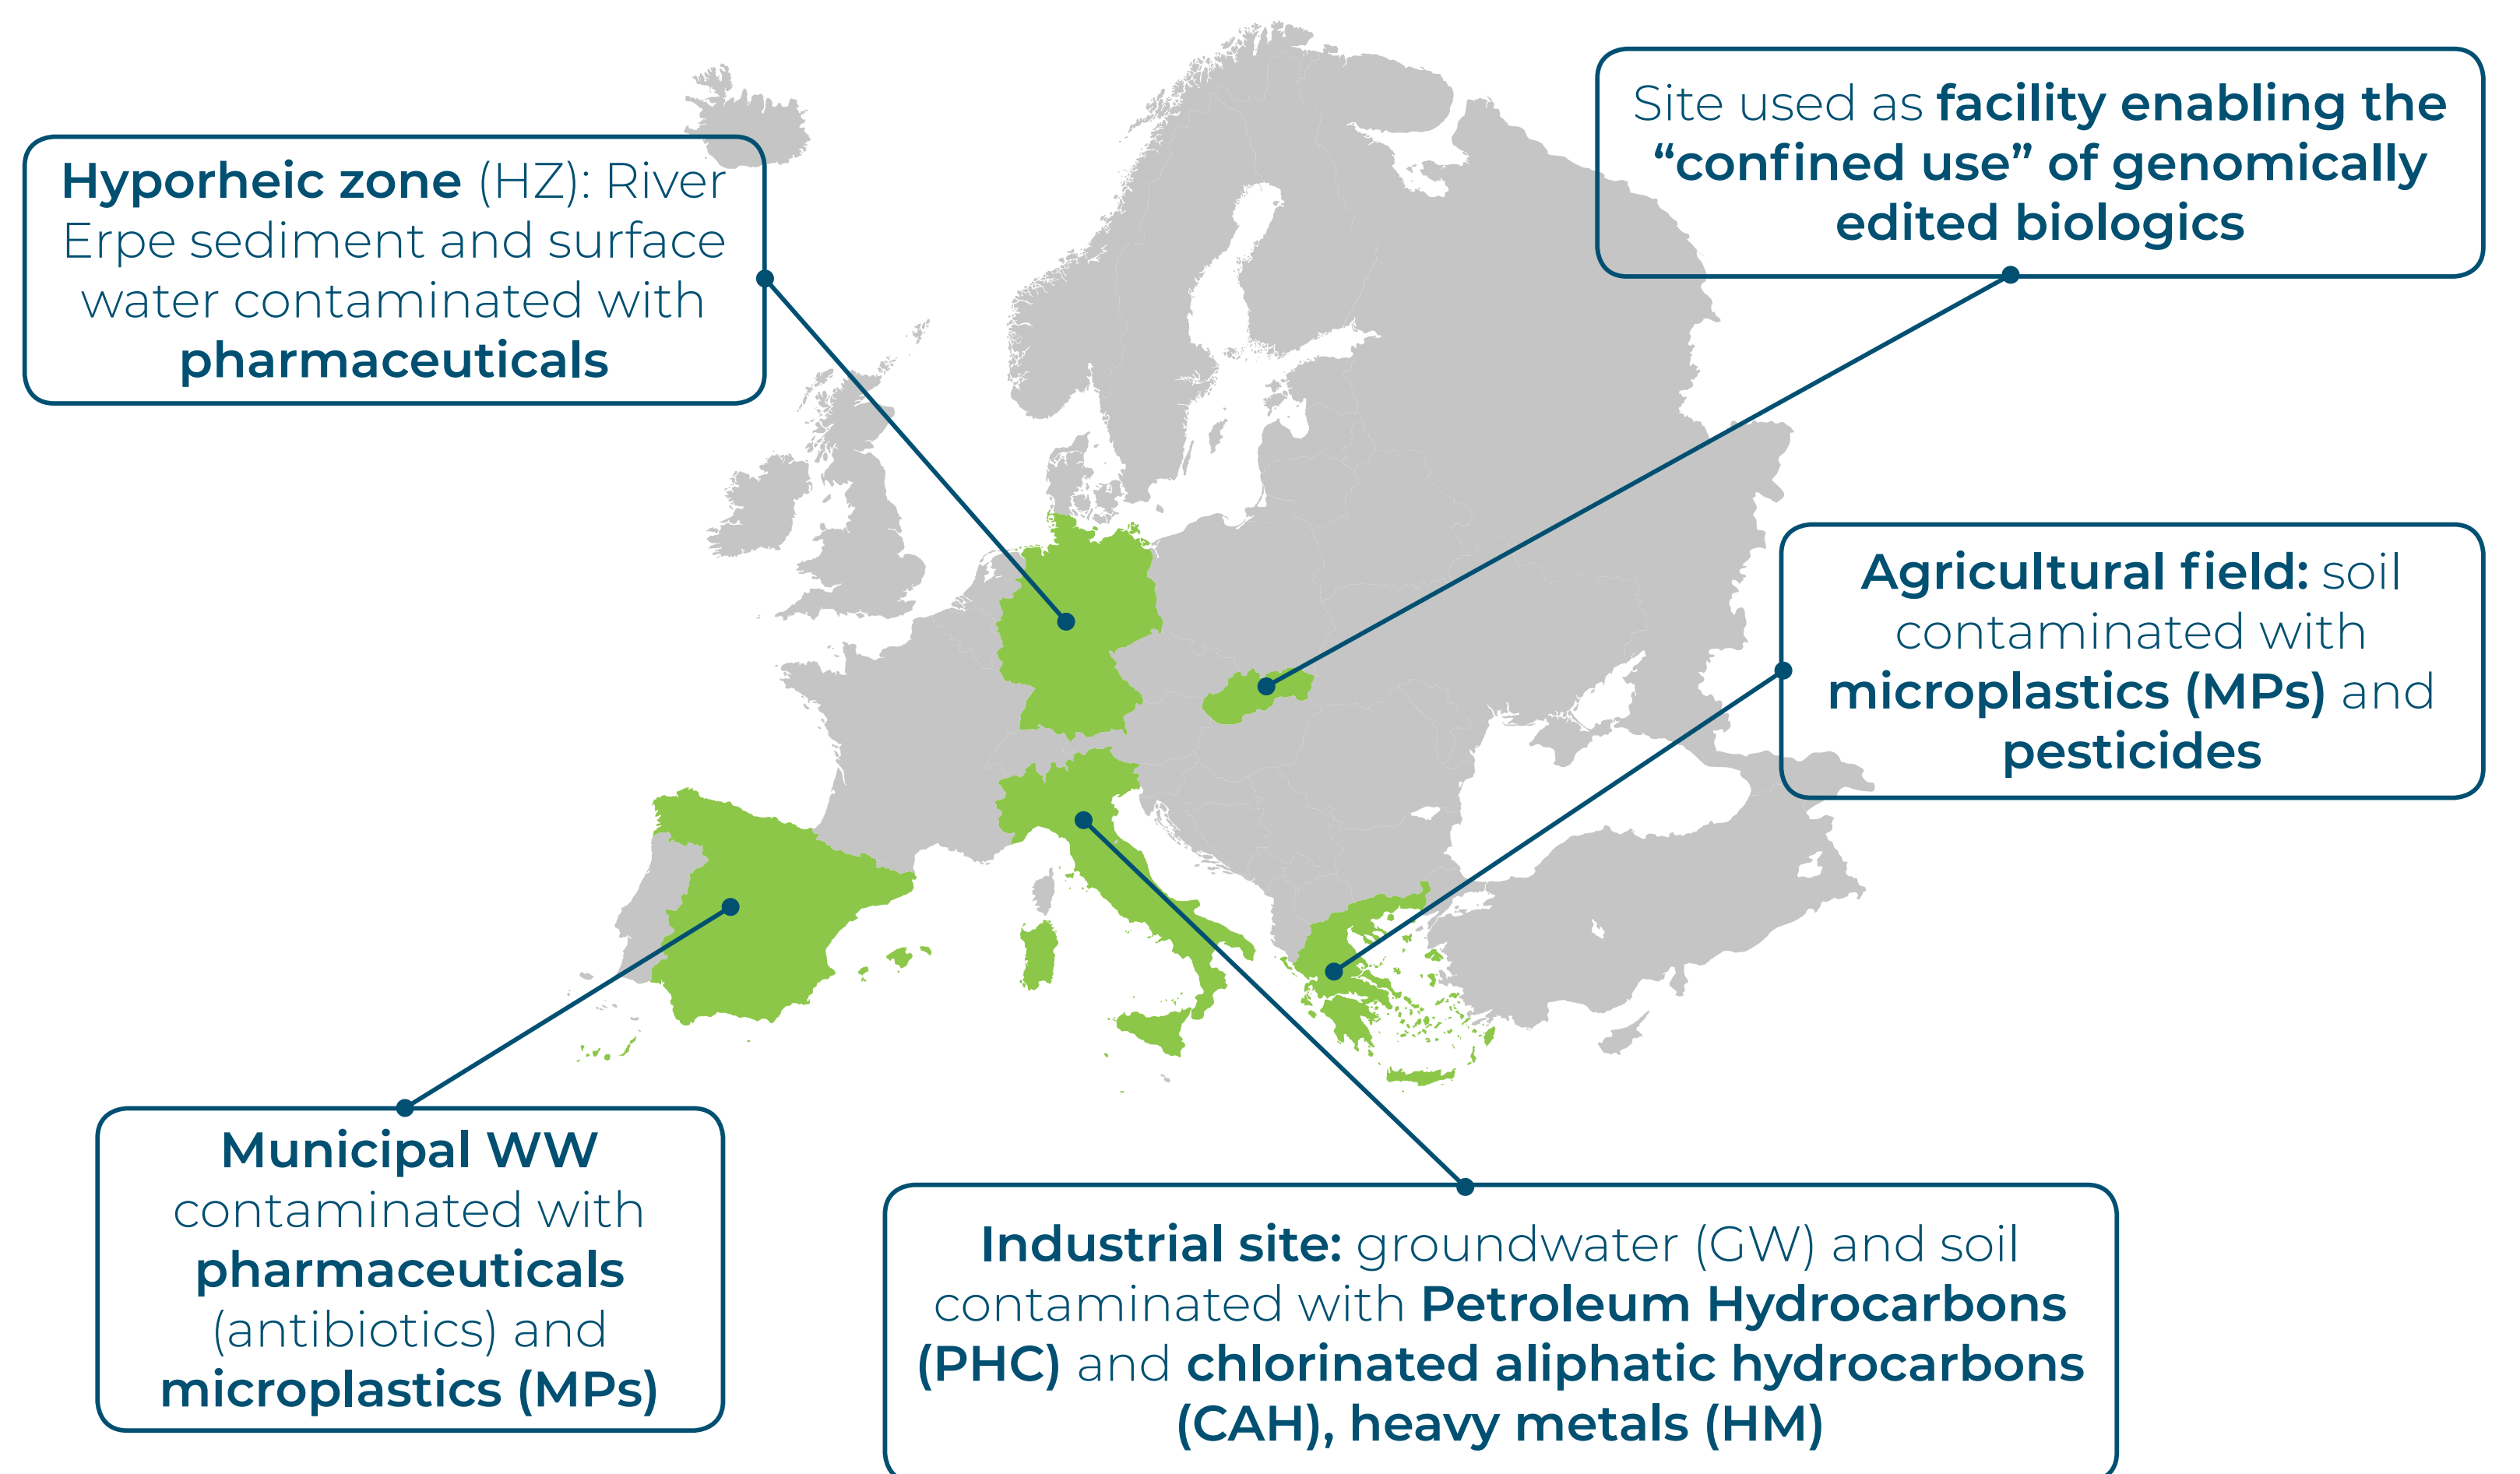 Hyporheic zone (HZ): River
Erpe sediment and surface
water contaminated with
pharmaceuticals
Site used as facility enabling the
“confined use” of genomically
edited biologics
Agricultural field: soil
contaminated with
microplastics (MPs) and
pesticides
Municipal WW
contaminated with
pharmaceuticals
(antibiotics) and
microplastics (MPs)
Industrial site: groundwater (GW) and soil
contaminated with Petroleum Hydrocarbons
(PHC) and chlorinated aliphatic hydrocarbons
(CAH), heavy metals (HM)